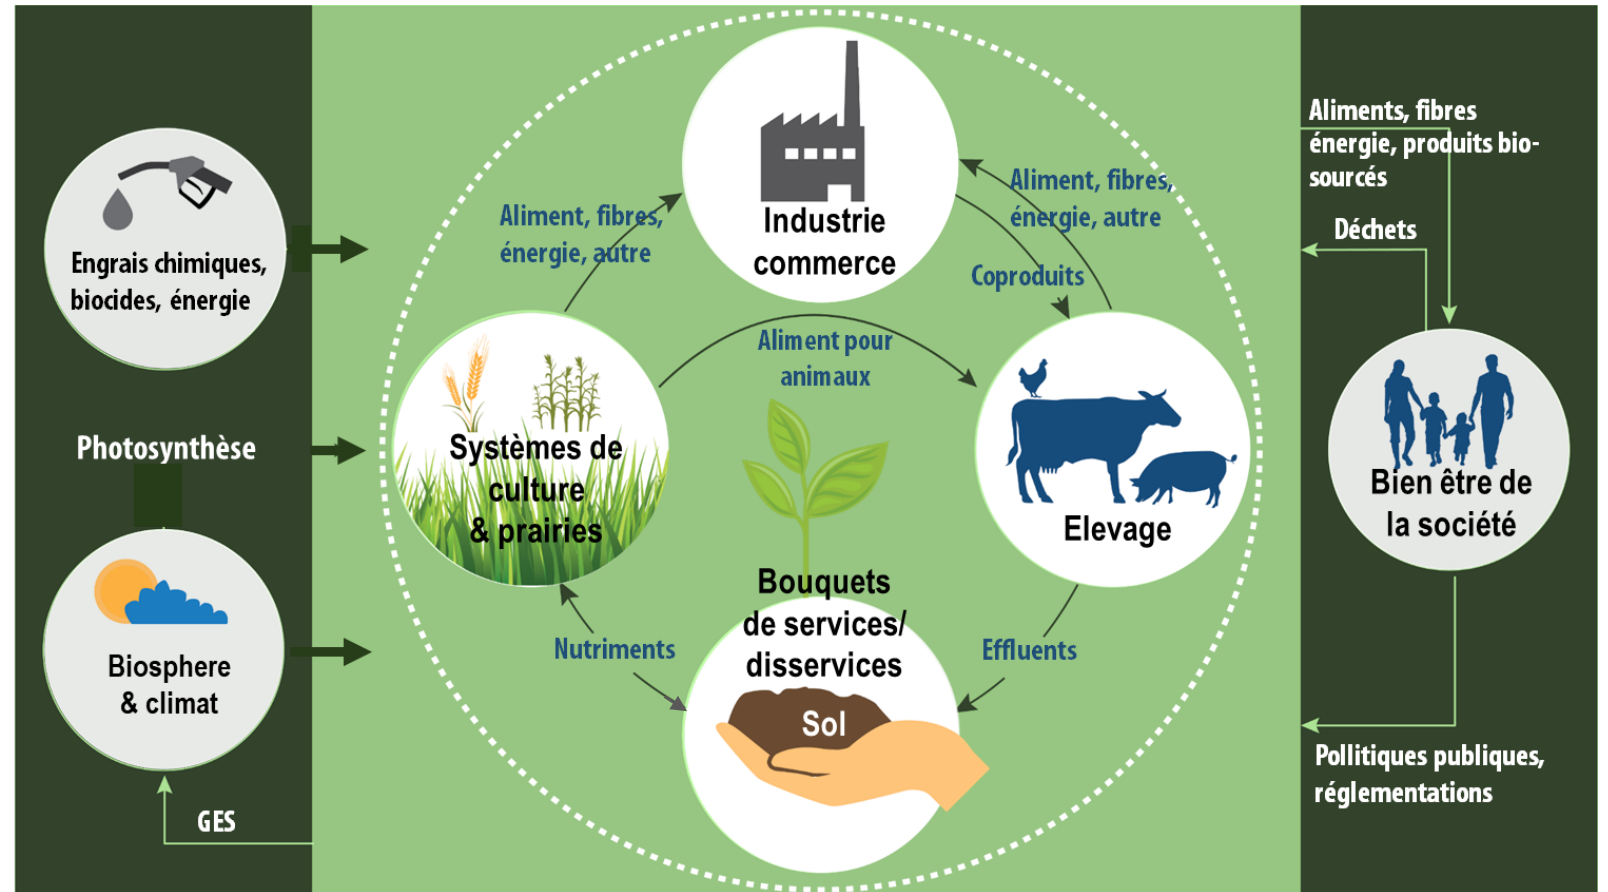 Engrais chimiques,
biocides, énergie
Photosynthèse
Biosphere
& climat
GES
Industrie
commerce
Aliment, fibres,
énergie, autre
Aliment, fibres,
énergie, autre
Coproduits
Aliment pour
animaux
Systèmes de
culture
& prairies
Elevage
Bouquets
de services/
disservices
Sol
Nutriments
Effluents
Aliments, fibres
énergie, produits bio-
sourcés
Déchets
Bien être de
la société
Pollitiques publiques,
réglementations